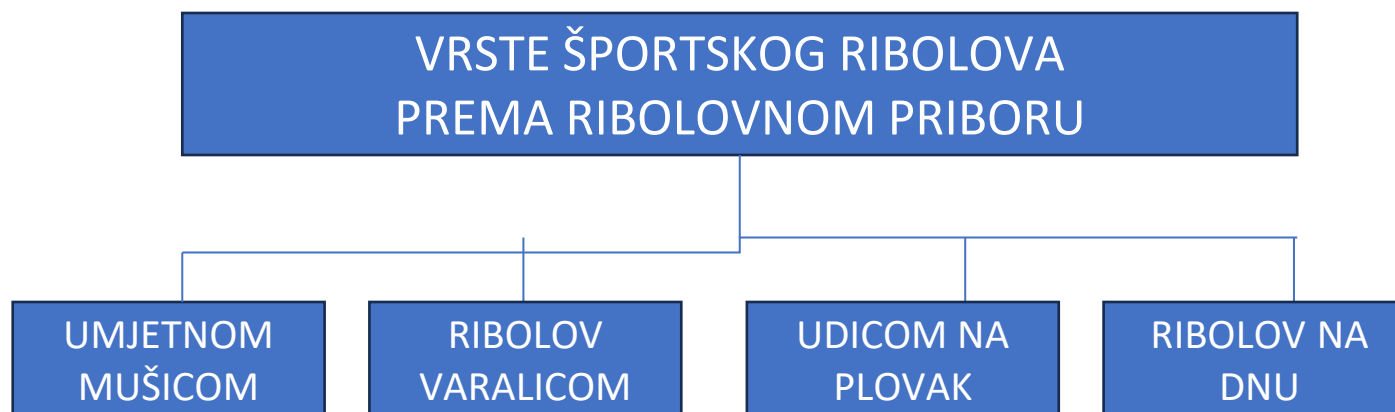 VRSTE ŠPORTSKOG RIBOLOVA
PREMA RIBOLOVNOM PRIBORU
UMJETNOM
MUŠICOM
RIBOLOV
VARALICOM
UDICOM NA
PLOVAK
RIBOLOV NA
DNU